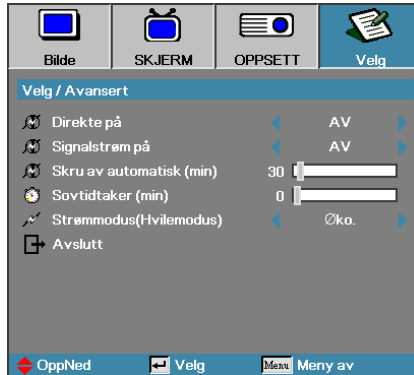 Bilde SKJERM OPPSETT Velg
Velg / Avansert
Direkte på AV
Signalstrøm på AV
Skru av automatisk (min) 30
Sovtidtaker (min) 0
Strømmodus(Hvilemodus) Øko.
Avslutt
OppNed Velg Menu Meny av